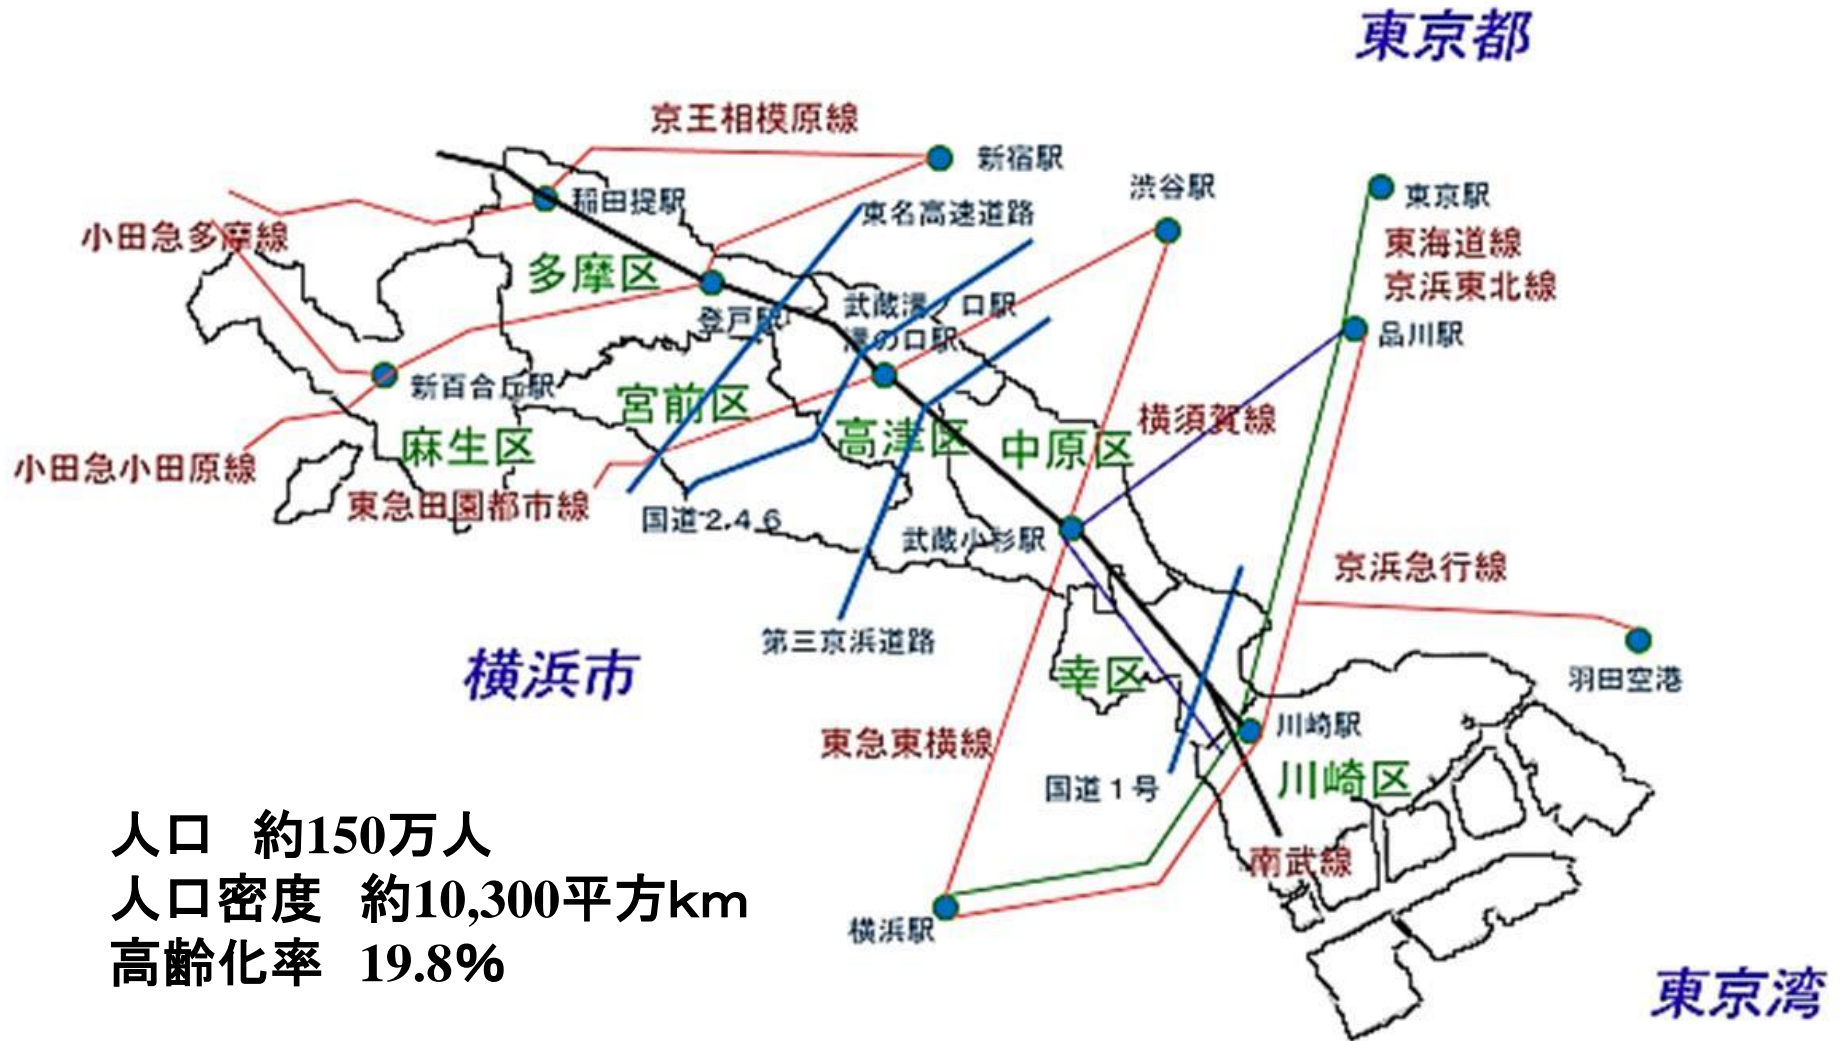 東京都
京王相模原線
新宿駅
渋谷駅
東京駅
稲田提駅
東名高速道路
小田急多摩線
東海道線
多摩区
京浜東北線
登戸駅
武蔵溝ノ口駅
溝の口駅
品川駅
新百合丘駅
宮前区
横須賀線
麻生区
高津区
中原区
小田急小田原線
東急田園都市線
国道2.4.6
武蔵小杉駅
京浜急行線
第三京浜道路
横浜市
幸区
羽田空港
東急東横線
川崎駅
国道1号
川崎区
人口 約150万人
南武線
人口密度 約10,300平方km
横浜駅
高齢化率 19.8%
東京湾